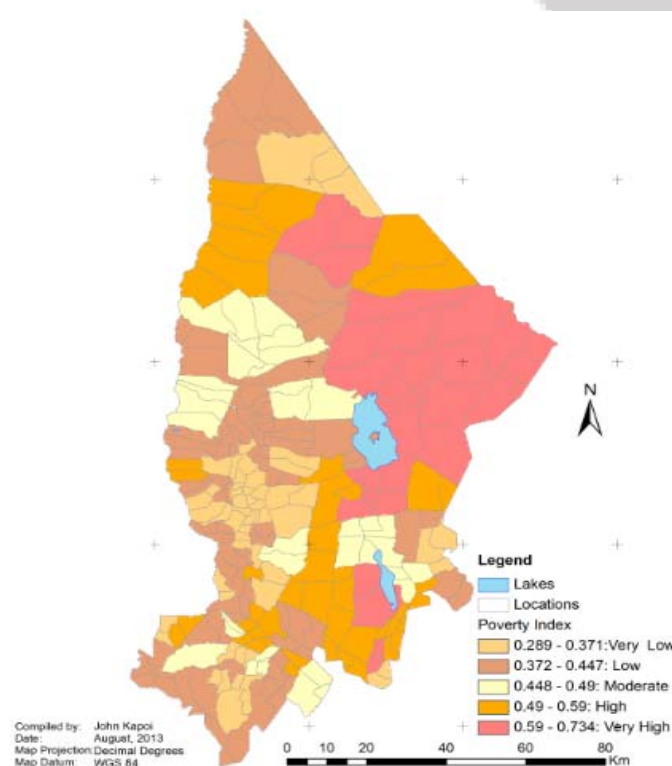 N
Legend
Lakes
Locations
Poverty Index
0.289 - 0.371:Very Low
0.372 - 0.447: Low
0.448 - 0.49: Moderate
0.49 - 0.59: High
0.59 - 0.734: Very High
Compiled by: John Kapoi
Date: August, 2013
Map Projection:Decimal Degrees
Map Datum: WGS 84
0 10 20 40 60 80
Km